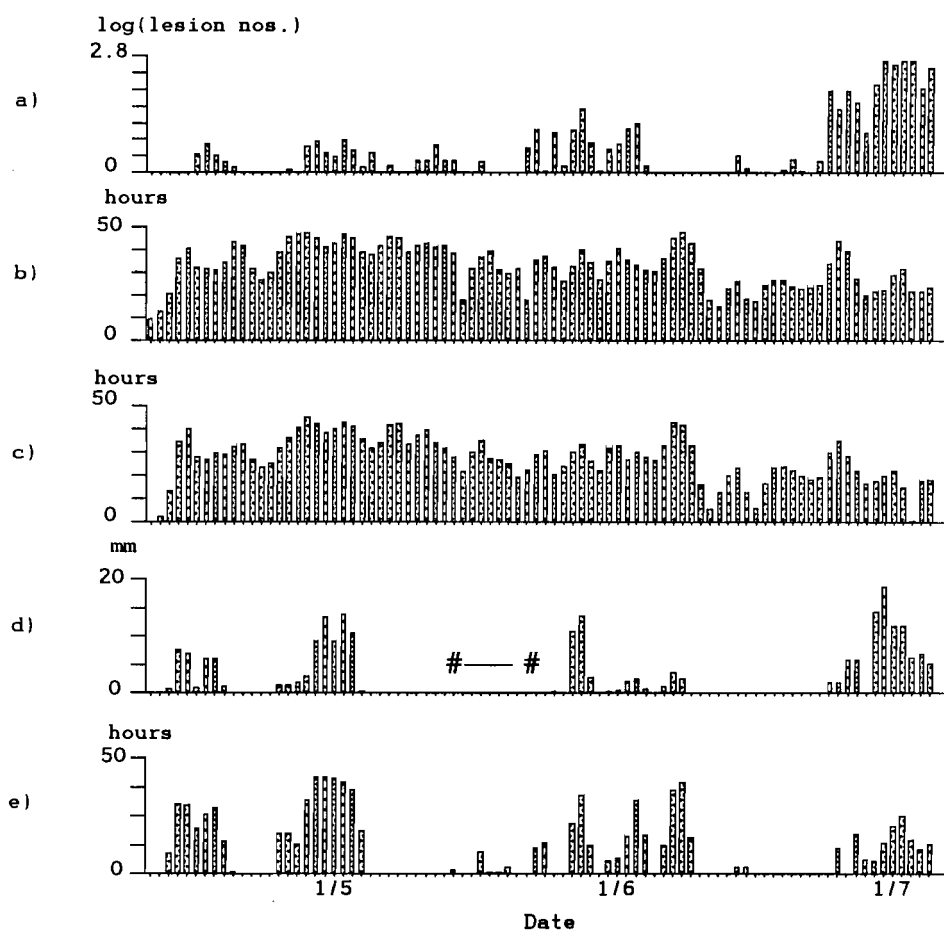 log(lesion nos.)
2.8
a)
0
hours
50
b)
0
hours
50
c)
0
mm
20
d)
# #
0
hours
50
e)
0
1/5 1/6 1/7
Date